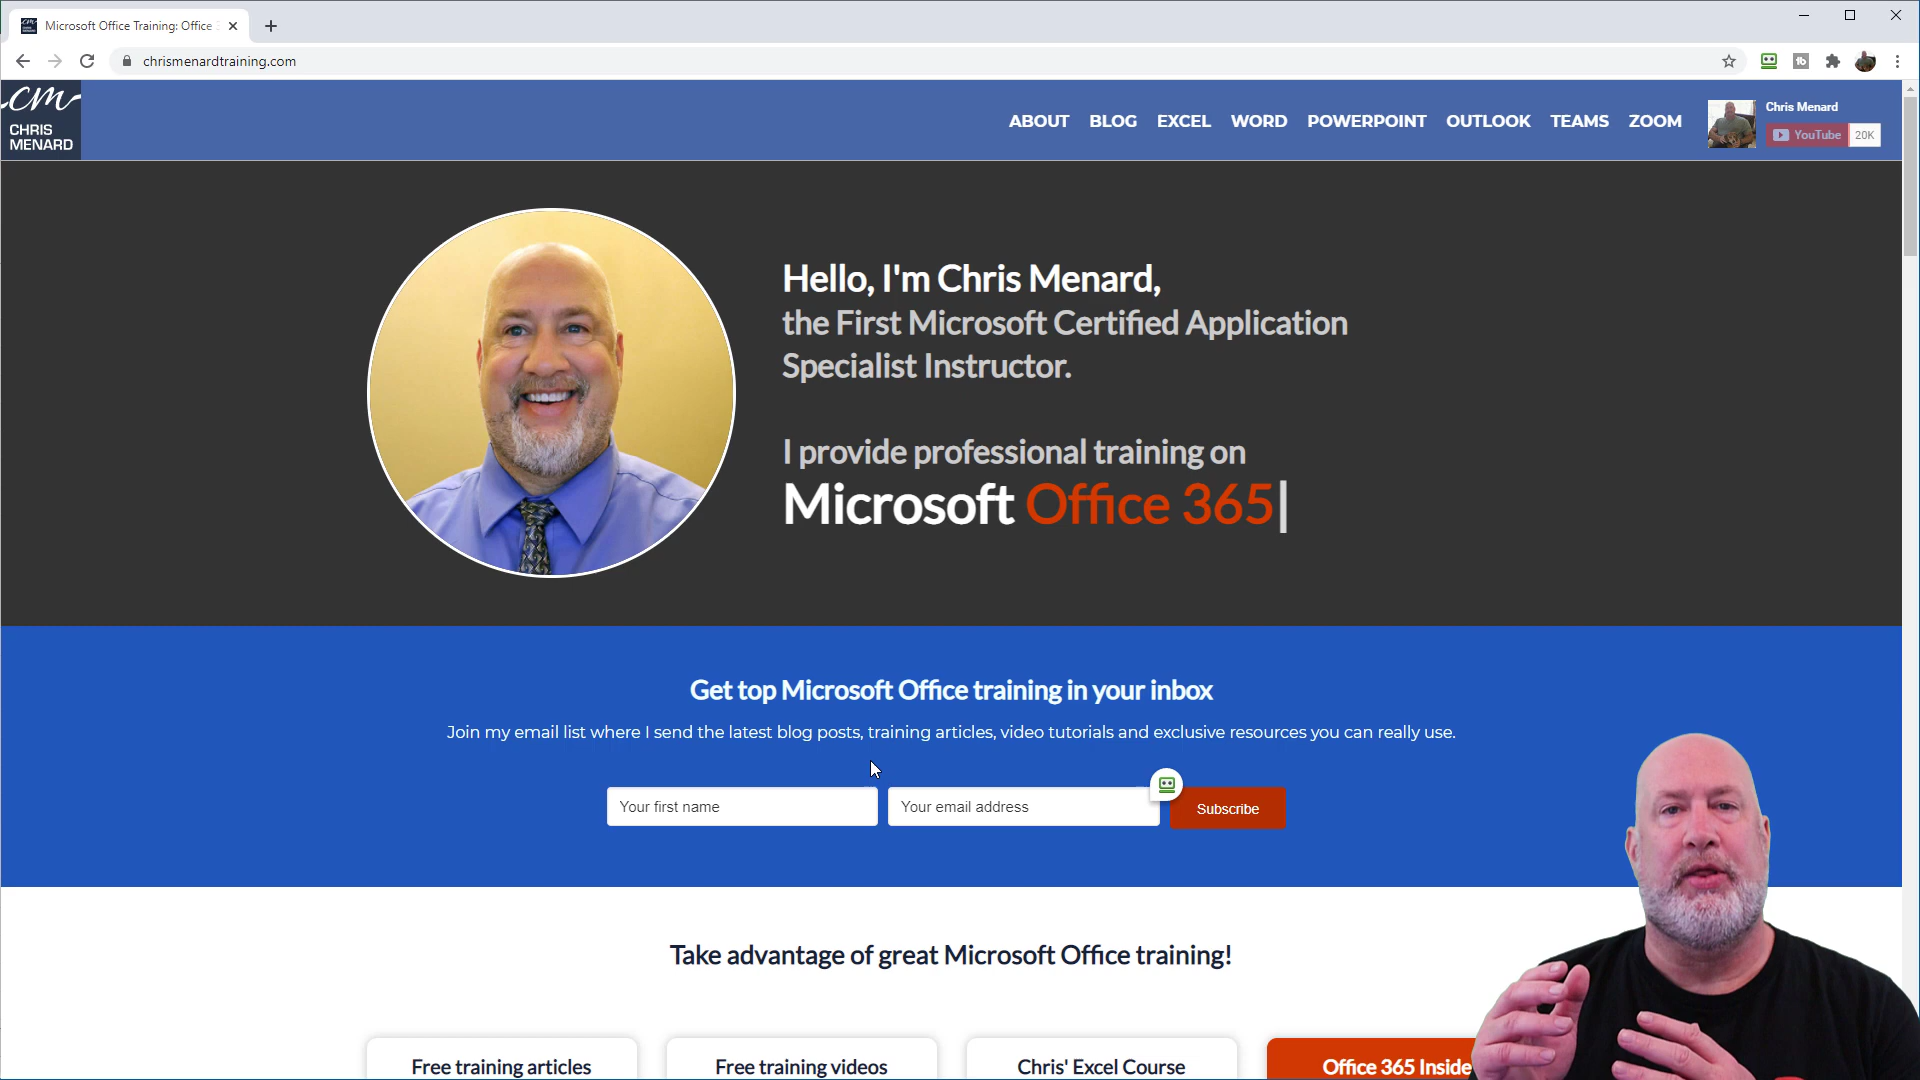 Microsoft Office Training: Office
chrismenardtraining.com
CM
CHRIS
MENARD
ABOUT BLOG EXCEL WORD POWERPOINT OUTLOOK TEAMS ZOOM
Chris Menard
YouTube 20K
Hello, I'm Chris Menard,
the First Microsoft Certified Application
Specialist Instructor.
I provide professional training on
Microsoft Office 365
Get top Microsoft Office training in your inbox
Join my email list where I send the latest blog posts, training articles, video tutorials and exclusive resources you can really use.
Your first name Your email address Subscribe
Take advantage of great Microsoft Office training!
Free training articles Free training videos Chris' Excel Course Office 365 Inside